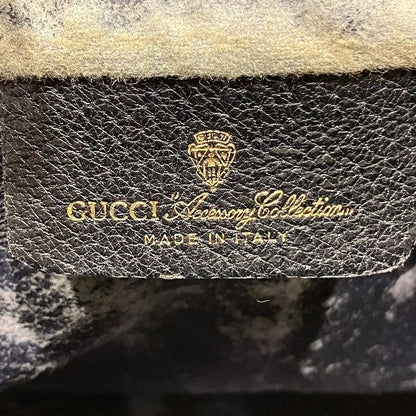 GUCCI "Accessory Collection"
MADE IN ITALY